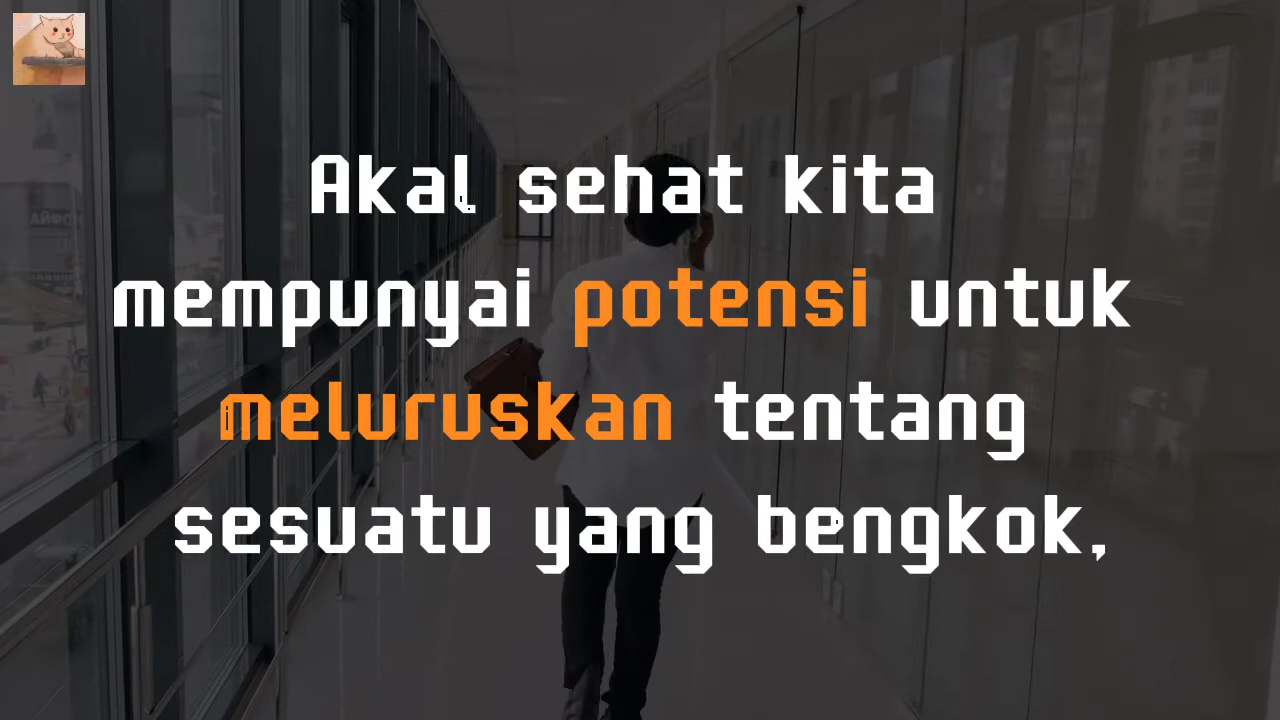 Akal sehat kita
mempunyai potensi untuk
meluruskan tentang
sesuatu yang bengkok,